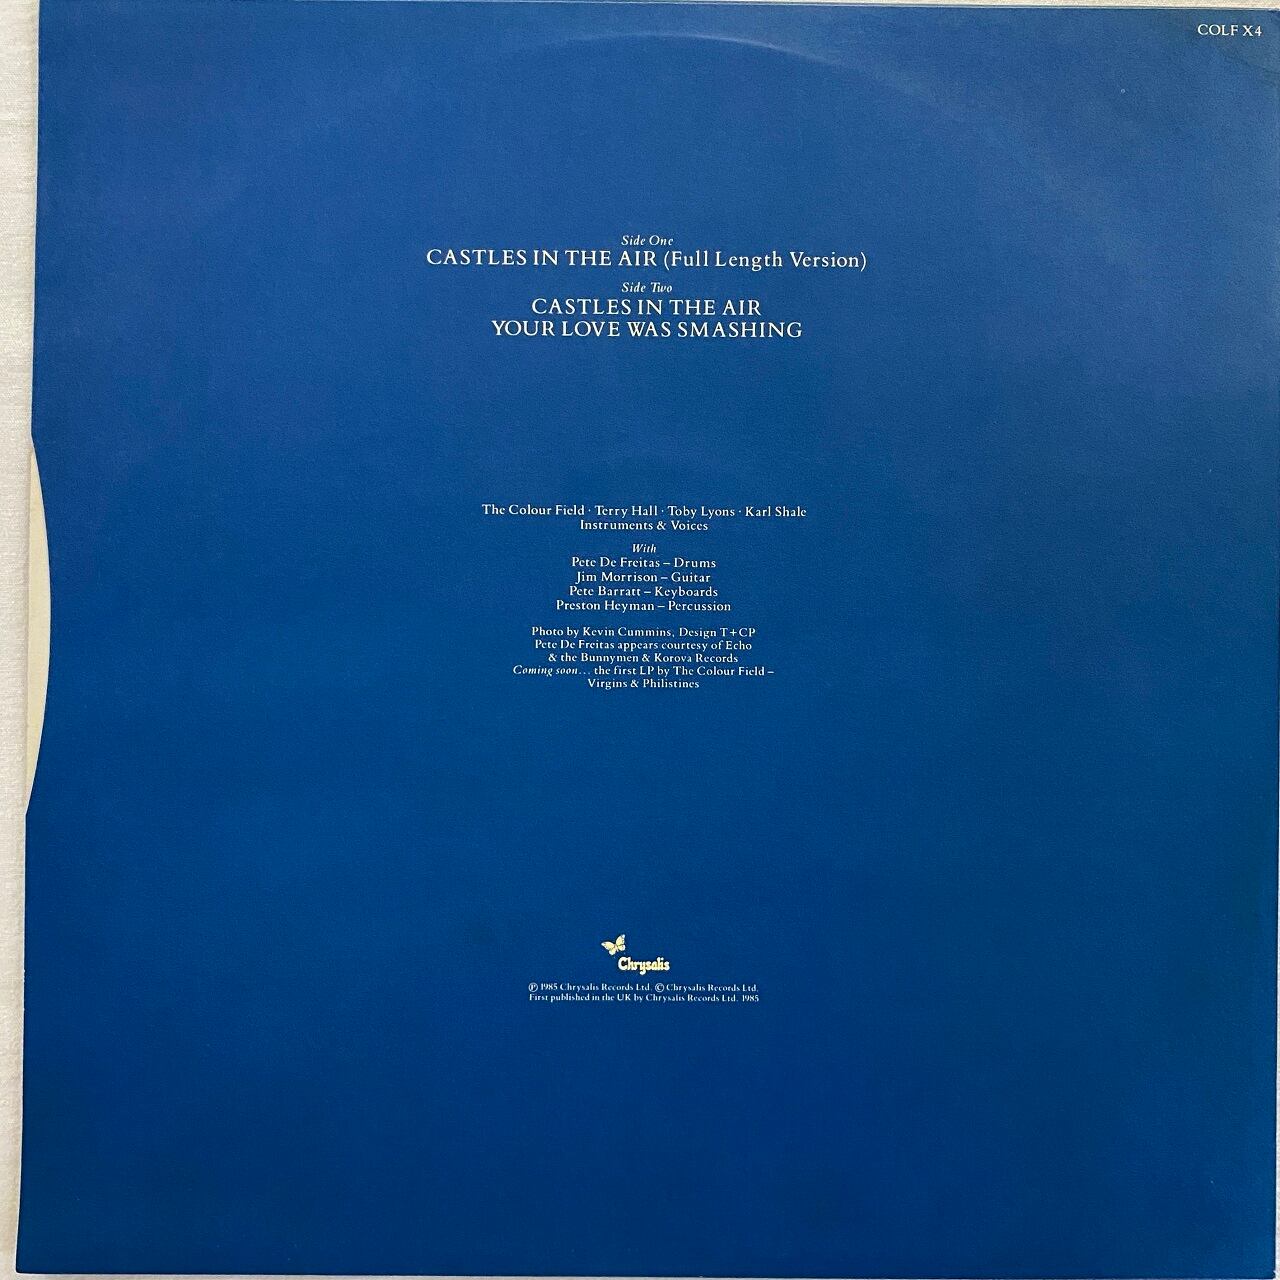 COLF X4
Side One
CASTLES IN THE AIR (Full Length Version)
Side Two
CASTLES IN THE AIR
YOUR LOVE WAS SMASHING
The Colour Field · Terry Hall · Toby Lyons · Karl Shale
Instruments & Voices
With
Pete De Freitas – Drums
Jim Morrison – Guitar
Pete Barratt – Keyboards
Preston Heyman – Percussion
Photo by Kevin Cummins, Design T+CP
Pete De Freitas appears courtesy of Echo
& the Bunnymen & Korova Records
Coming soon... the first LP by The Colour Field –
Virgins & Philistines
Chrysalis
℗ 1985 Chrysalis Records Ltd. © Chrysalis Records Ltd.
First published in the UK by Chrysalis Records Ltd. 1985